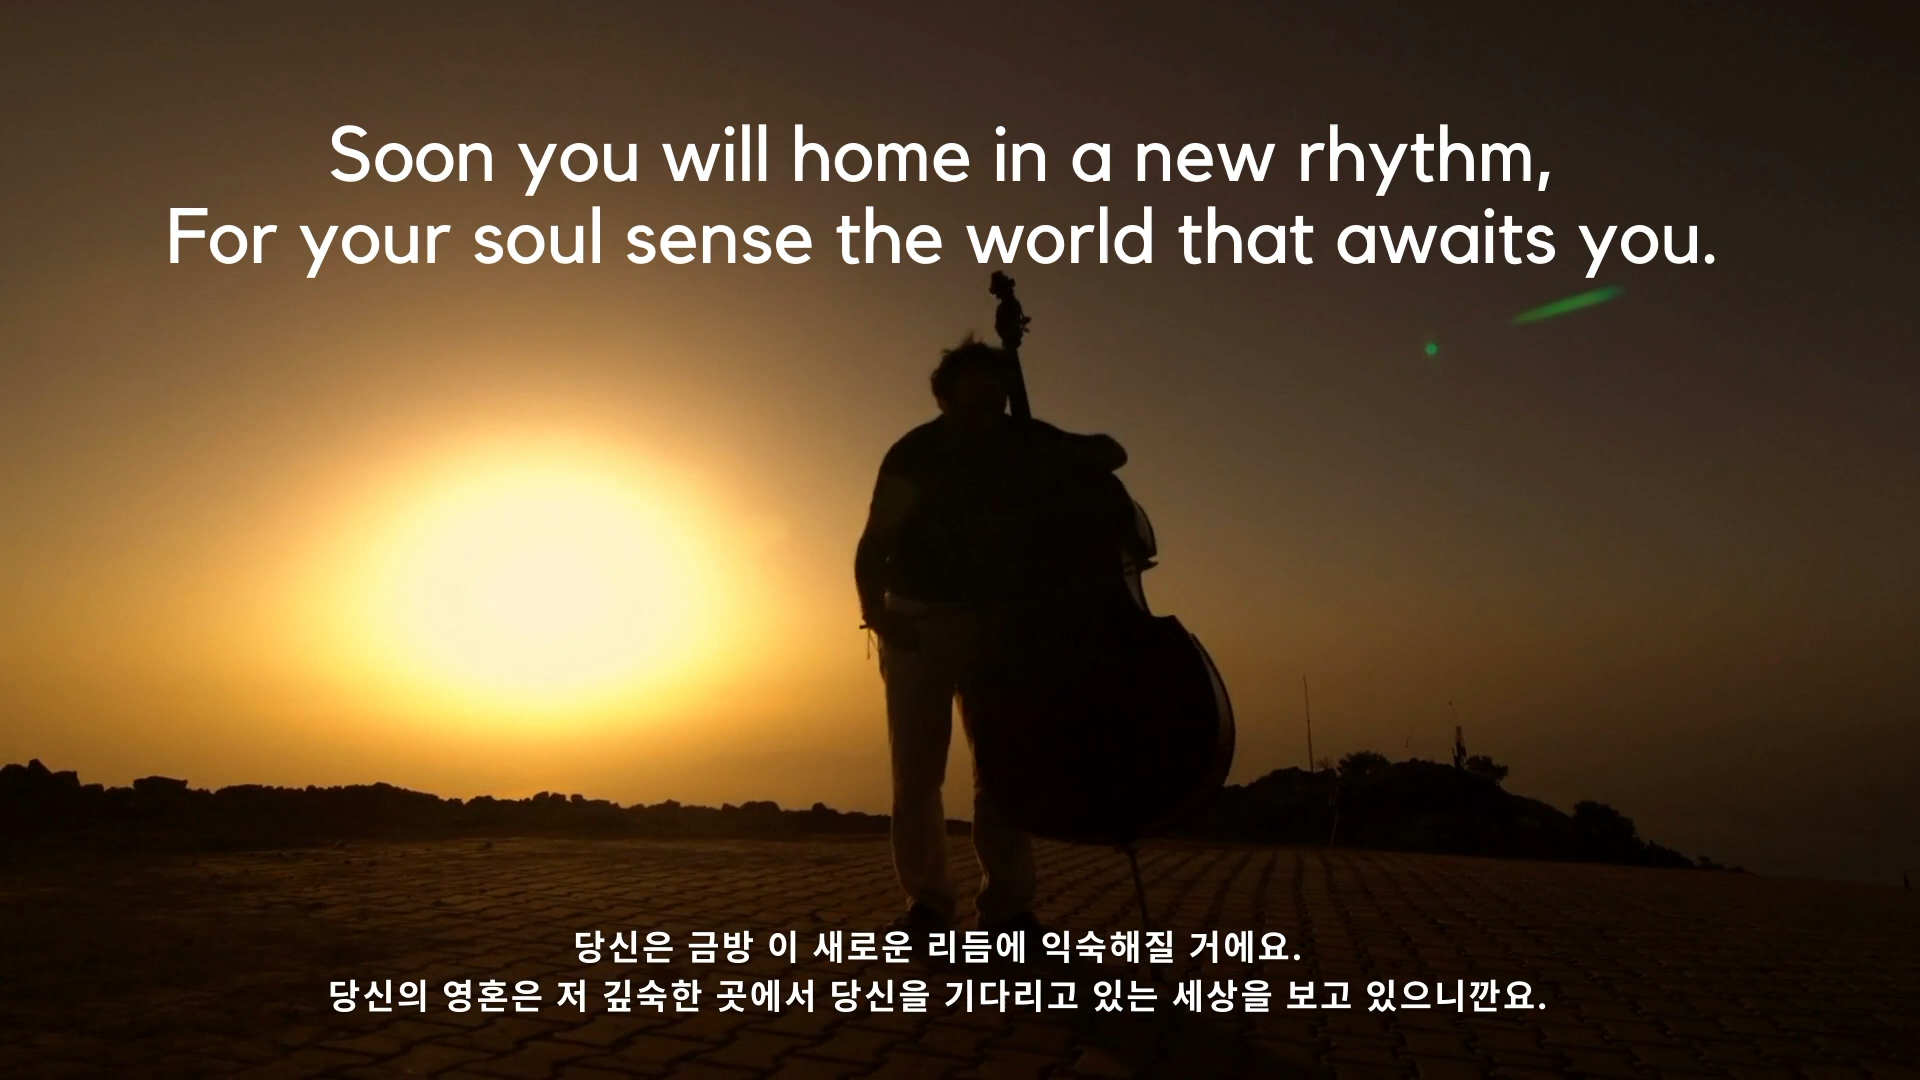 Soon you will home in a new rhythm,
For your soul sense the world that awaits you.
당신은 금방 이 새로운 리듬에 익숙해질 거에요.
당신의 영혼은 저 깊숙한 곳에서 당신을 기다리고 있는 세상을 보고 있으니깐요.